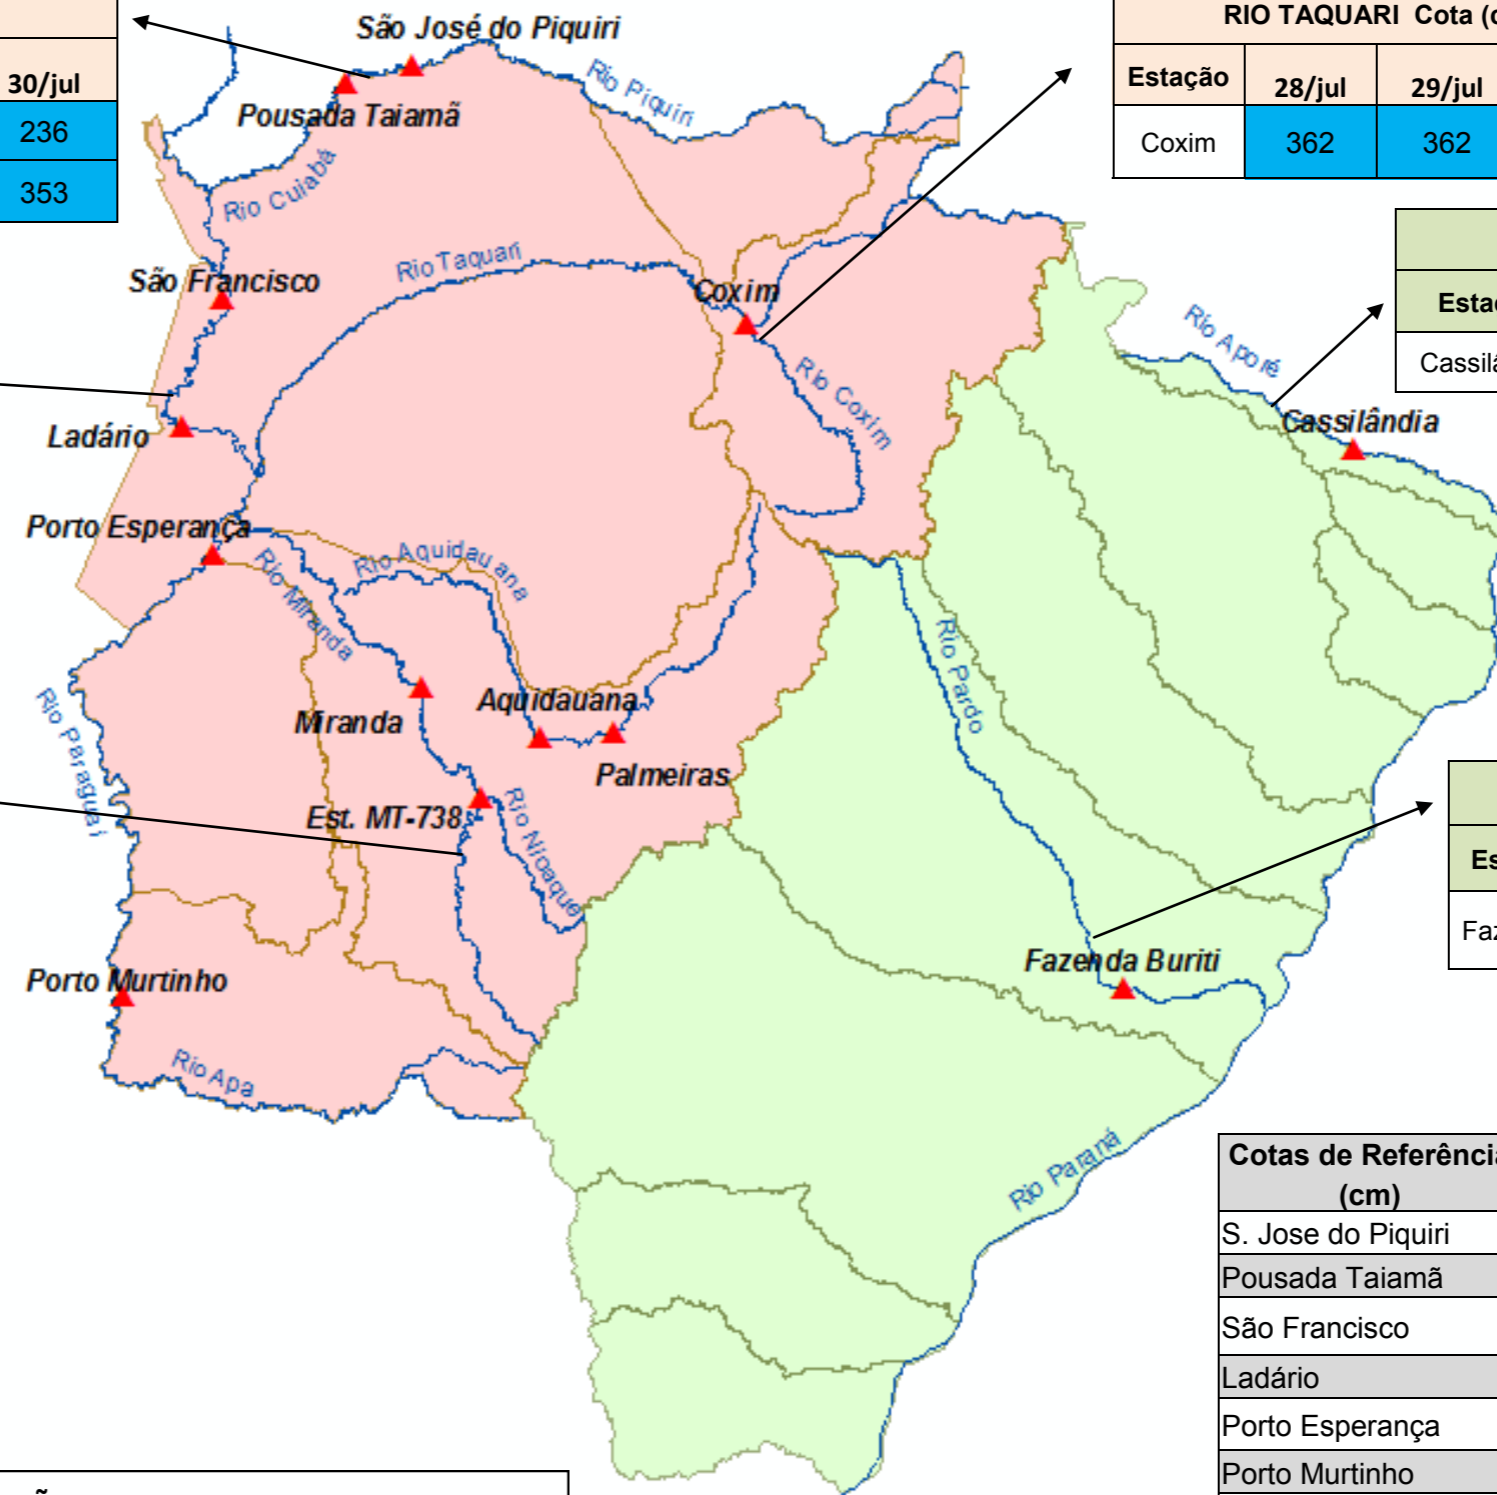 30/jul
236
353
São José do Piquiri
Pousada Taiamã
Rio Piquiri
Rio Cuiabá
RIO TAQUARI Cota (c
Estação 28/jul 29/jul
Coxim 362 362
São Francisco
Rio Taquari
Coxim
Rio Coxim
Ladário
Rio Aporé
Cassilândia
Esta
Cassilâ
Porto Esperança
Rio Miranda
Rio Aquidauana
Rio Paraguai
Miranda
Aquidauana
Palmeiras
Est. MT-738
Rio Nioaque
Rio Pardo
Es
Faz
Fazenda Buriti
Porto Murtinho
Rio Apa
Rio Paraná
Cotas de Referência
(cm)
S. Jose do Piquiri
Pousada Taiamã
São Francisco
Ladário
Porto Esperança
Porto Murtinho